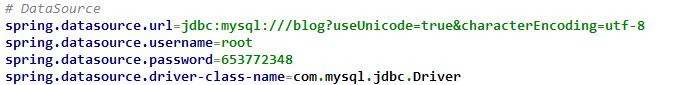 # DataSource
spring.datasource.url=jdbc:mysql:///blog?useUnicode=true&characterEncoding=utf-8
spring.datasource.username=root
spring.datasource.password=653772348
spring.datasource.driver-class-name=com.mysql.jdbc.Driver